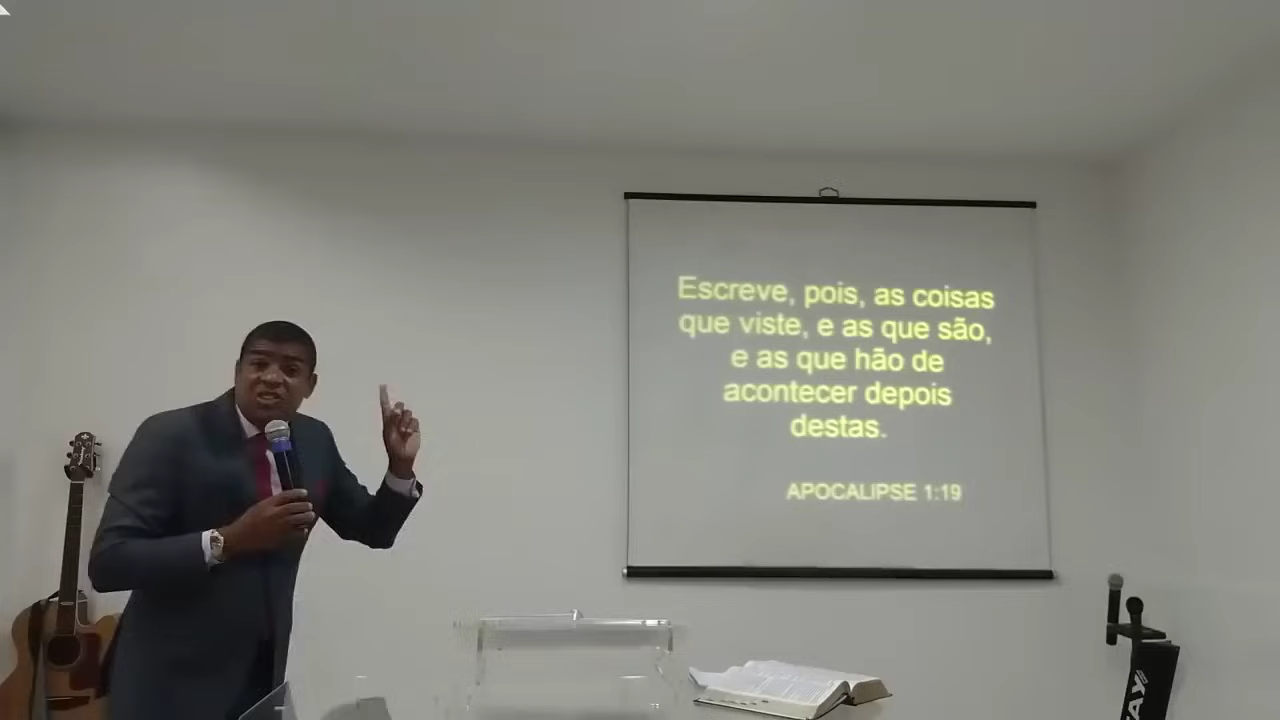 Escreve, pois, as coisas
que viste, e as que são,
e as que hão de
acontecer depois
destas.
APOCALIPSE 1:19